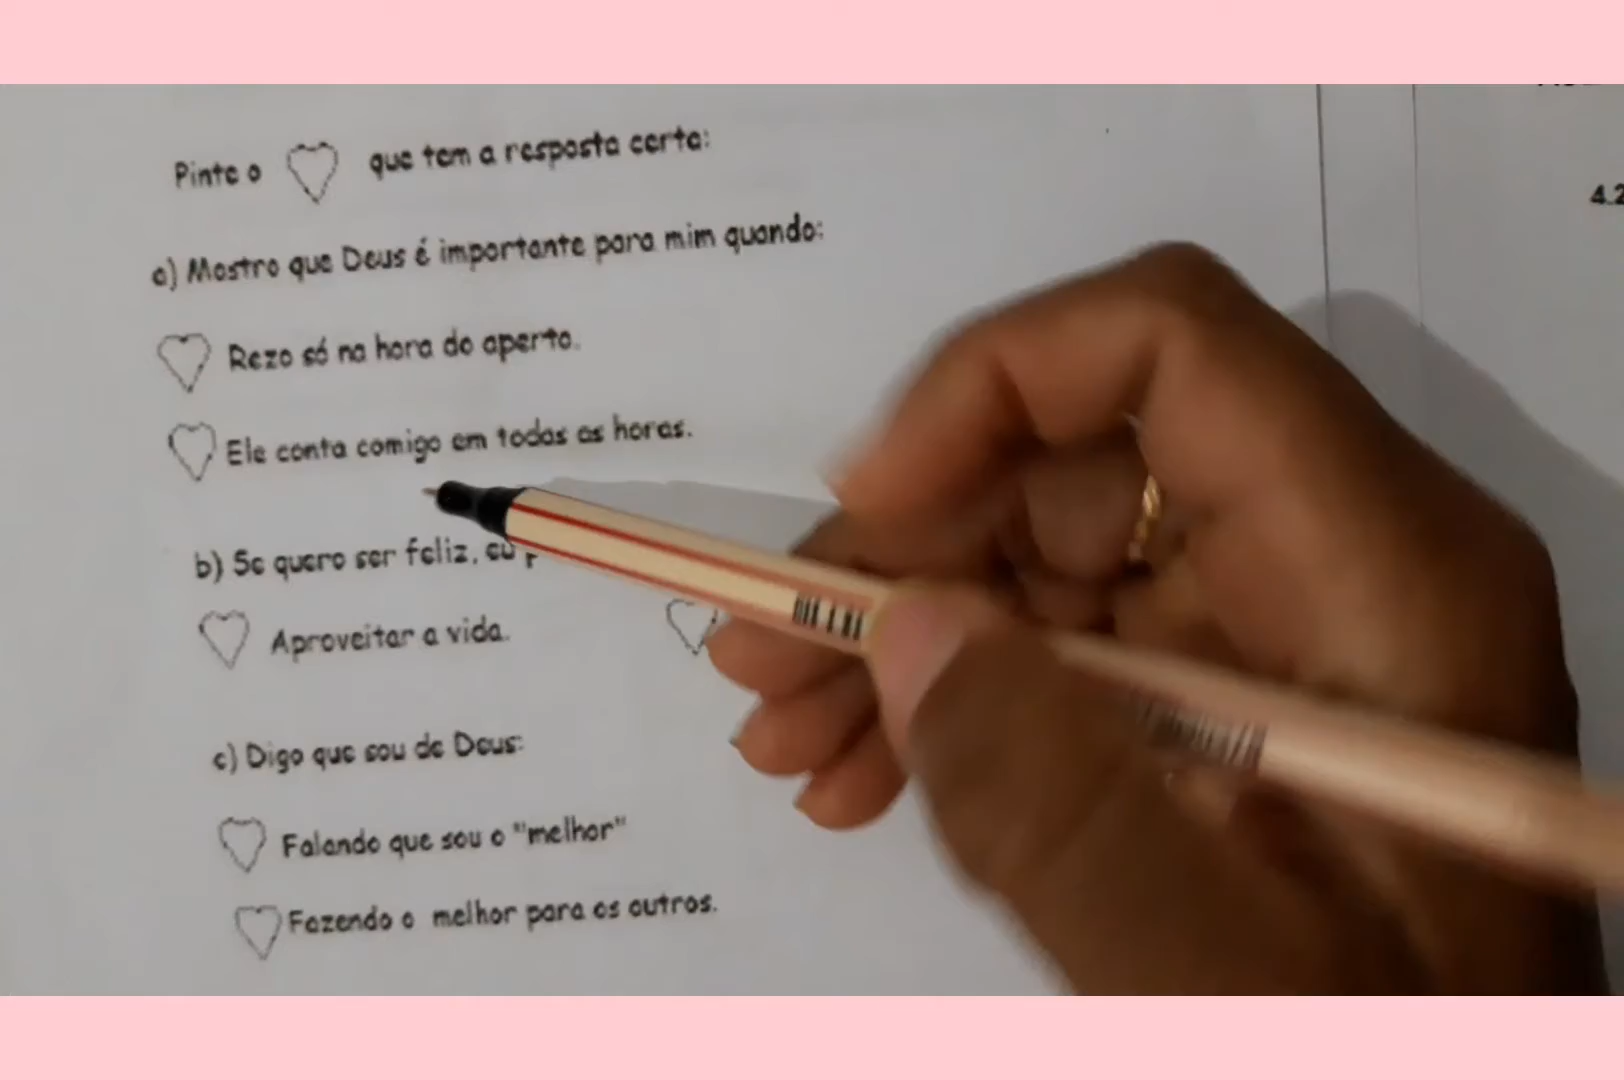 Pinte o que tem a resposta certa:
a) Mostro que Deus é importante para mim quando:
Rezo só na hora do aperto.
Ele conta comigo em todas as horas.
b) Se quero ser feliz, eu
Aproveitar a vida.
c) Digo que sou de Deus:
Falando que sou o "melhor"
Fazendo o melhor para os outros.